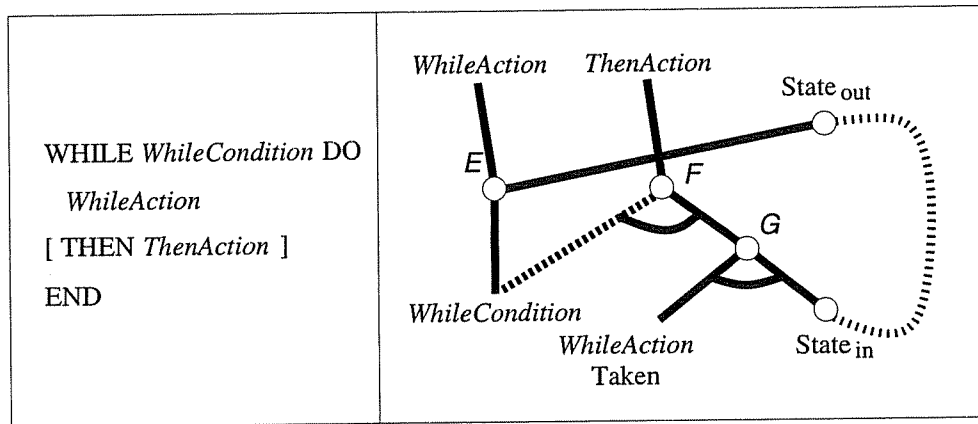 WHILE WhileCondition DO
WhileAction
[ THEN ThenAction ]
END
WhileAction
ThenAction
State out
E
F
G
WhileCondition
WhileAction
Taken
State in